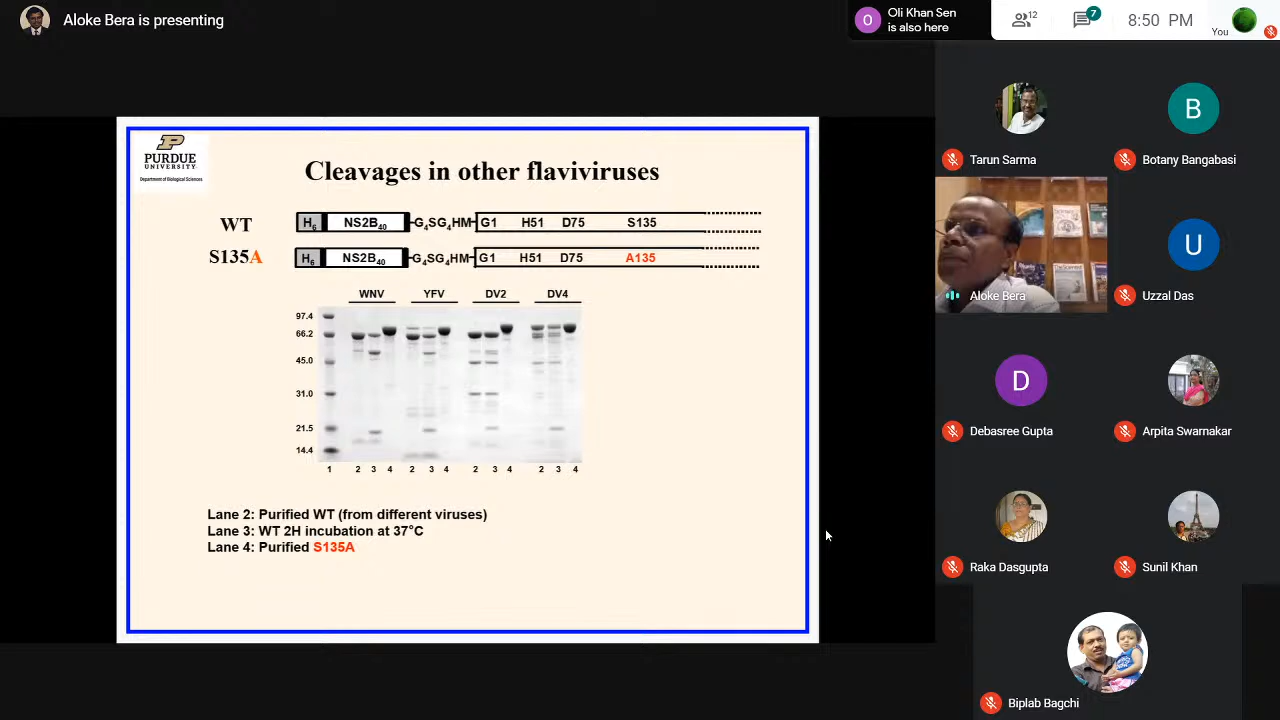 Aloke Bera is presenting
O
Oli Khan Sen
is also here
12
7
8:50 PM
You
PURDUE
UNIVERSITY
Department of Biological Sciences
Cleavages in other flaviviruses
WT H6 NS2B40 G4SG4HM G1 H51 D75 S135
S135A H6 NS2B40 G4SG4HM G1 H51 D75 A135
WNV YFV DV2 DV4
97.4
66.2
45.0
31.0
21.5
14.4
1 2 3 4 2 3 4 2 3 4 2 3 4
Lane 2: Purified WT (from different viruses)
Lane 3: WT 2H incubation at 37°C
Lane 4: Purified S135A
Tarun Sarma
B
Botany Bangabasi
Aloke Bera
U
Uzzal Das
D
Debasree Gupta
Arpita Swarnakar
Raka Dasgupta
Sunil Khan
Biplab Bagchi